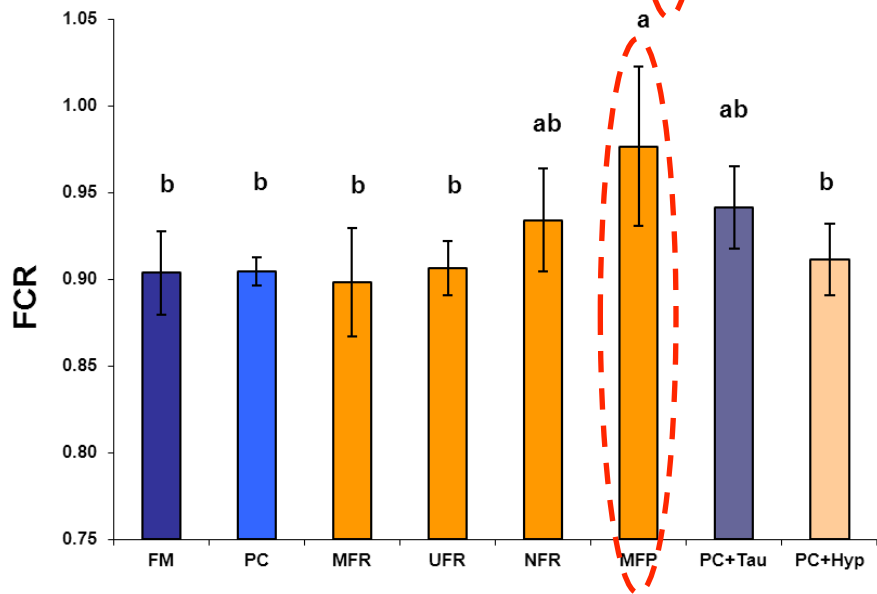 1.05
1.00
0.95
0.90
0.85
0.80
0.75
FCR
b
b
b
b
ab
a
ab
b
FM PC MFR UFR NFR MFP PC+Tau PC+Hyp